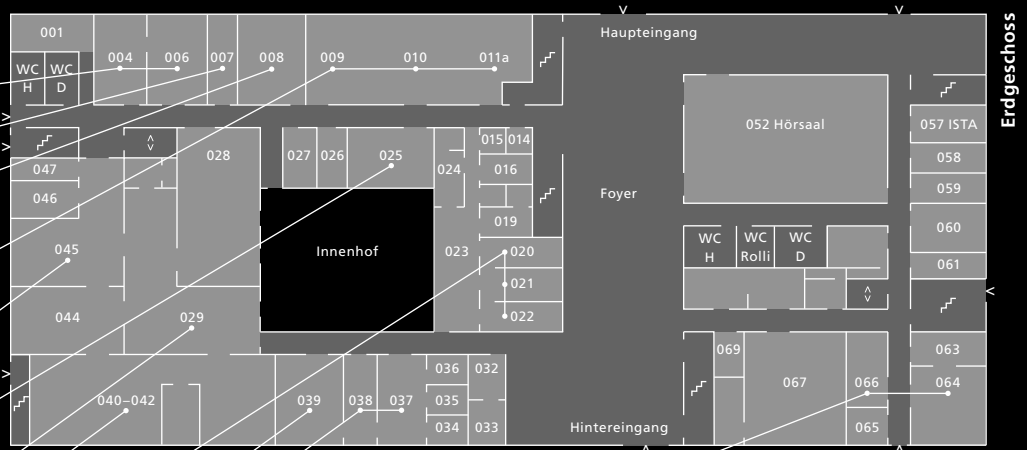 Haupteingang
001
004
006
007
008
009
010
011a
WC
H
WC
D
Erdgeschoss
052 Hörsaal
057 ISTA
058
059
060
061
047
046
045
044
028
027
026
025
024
015
014
016
019
023
020
021
022
Innenhof
Foyer
WC
H
WC
Rolli
WC
D
029
040–042
039
038
037
036
035
034
032
033
Hintereingang
069
067
066
065
063
064